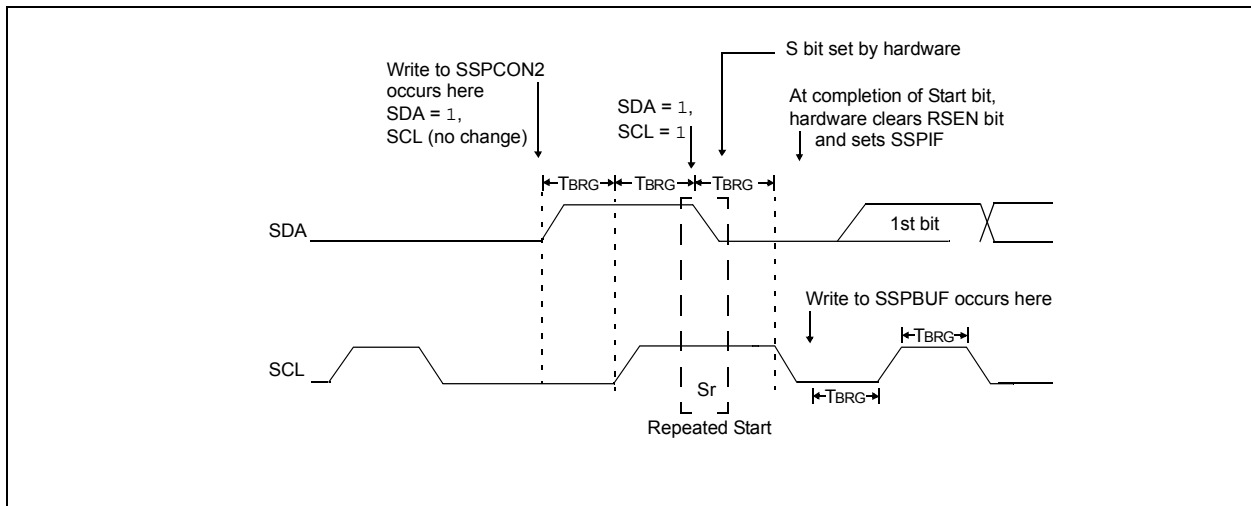 S bit set by hardware
Write to SSPCON2
occurs here
SDA = 1,
SCL (no change)
SDA = 1,
SCL = 1
At completion of Start bit,
hardware clears RSEN bit
and sets SSPIF
TBRG
TBRG
TBRG
SDA
1st bit
Write to SSPBUF occurs here
TBRG
SCL
Sr
TBRG
Repeated Start